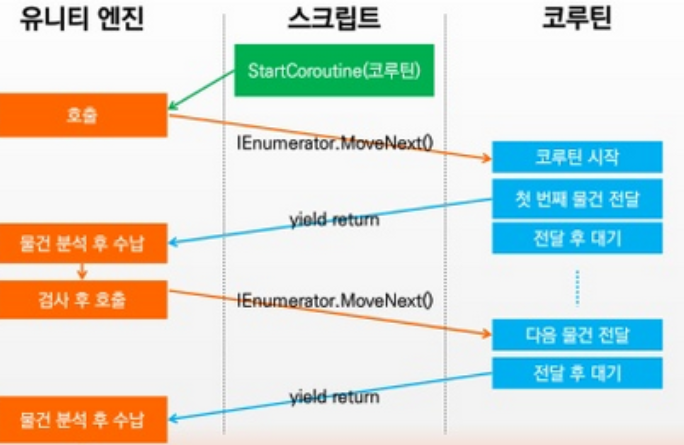 유니티 엔진
스크립트
코루틴
StartCoroutine(코루틴)
호출
IEnumerator.MoveNext()
코루틴 시작
첫 번째 물건 전달
yield return
전달 후 대기
물건 분석 후 수납
검사 후 호출
IEnumerator.MoveNext()
다음 물건 전달
전달 후 대기
yield return
물건 분석 후 수납